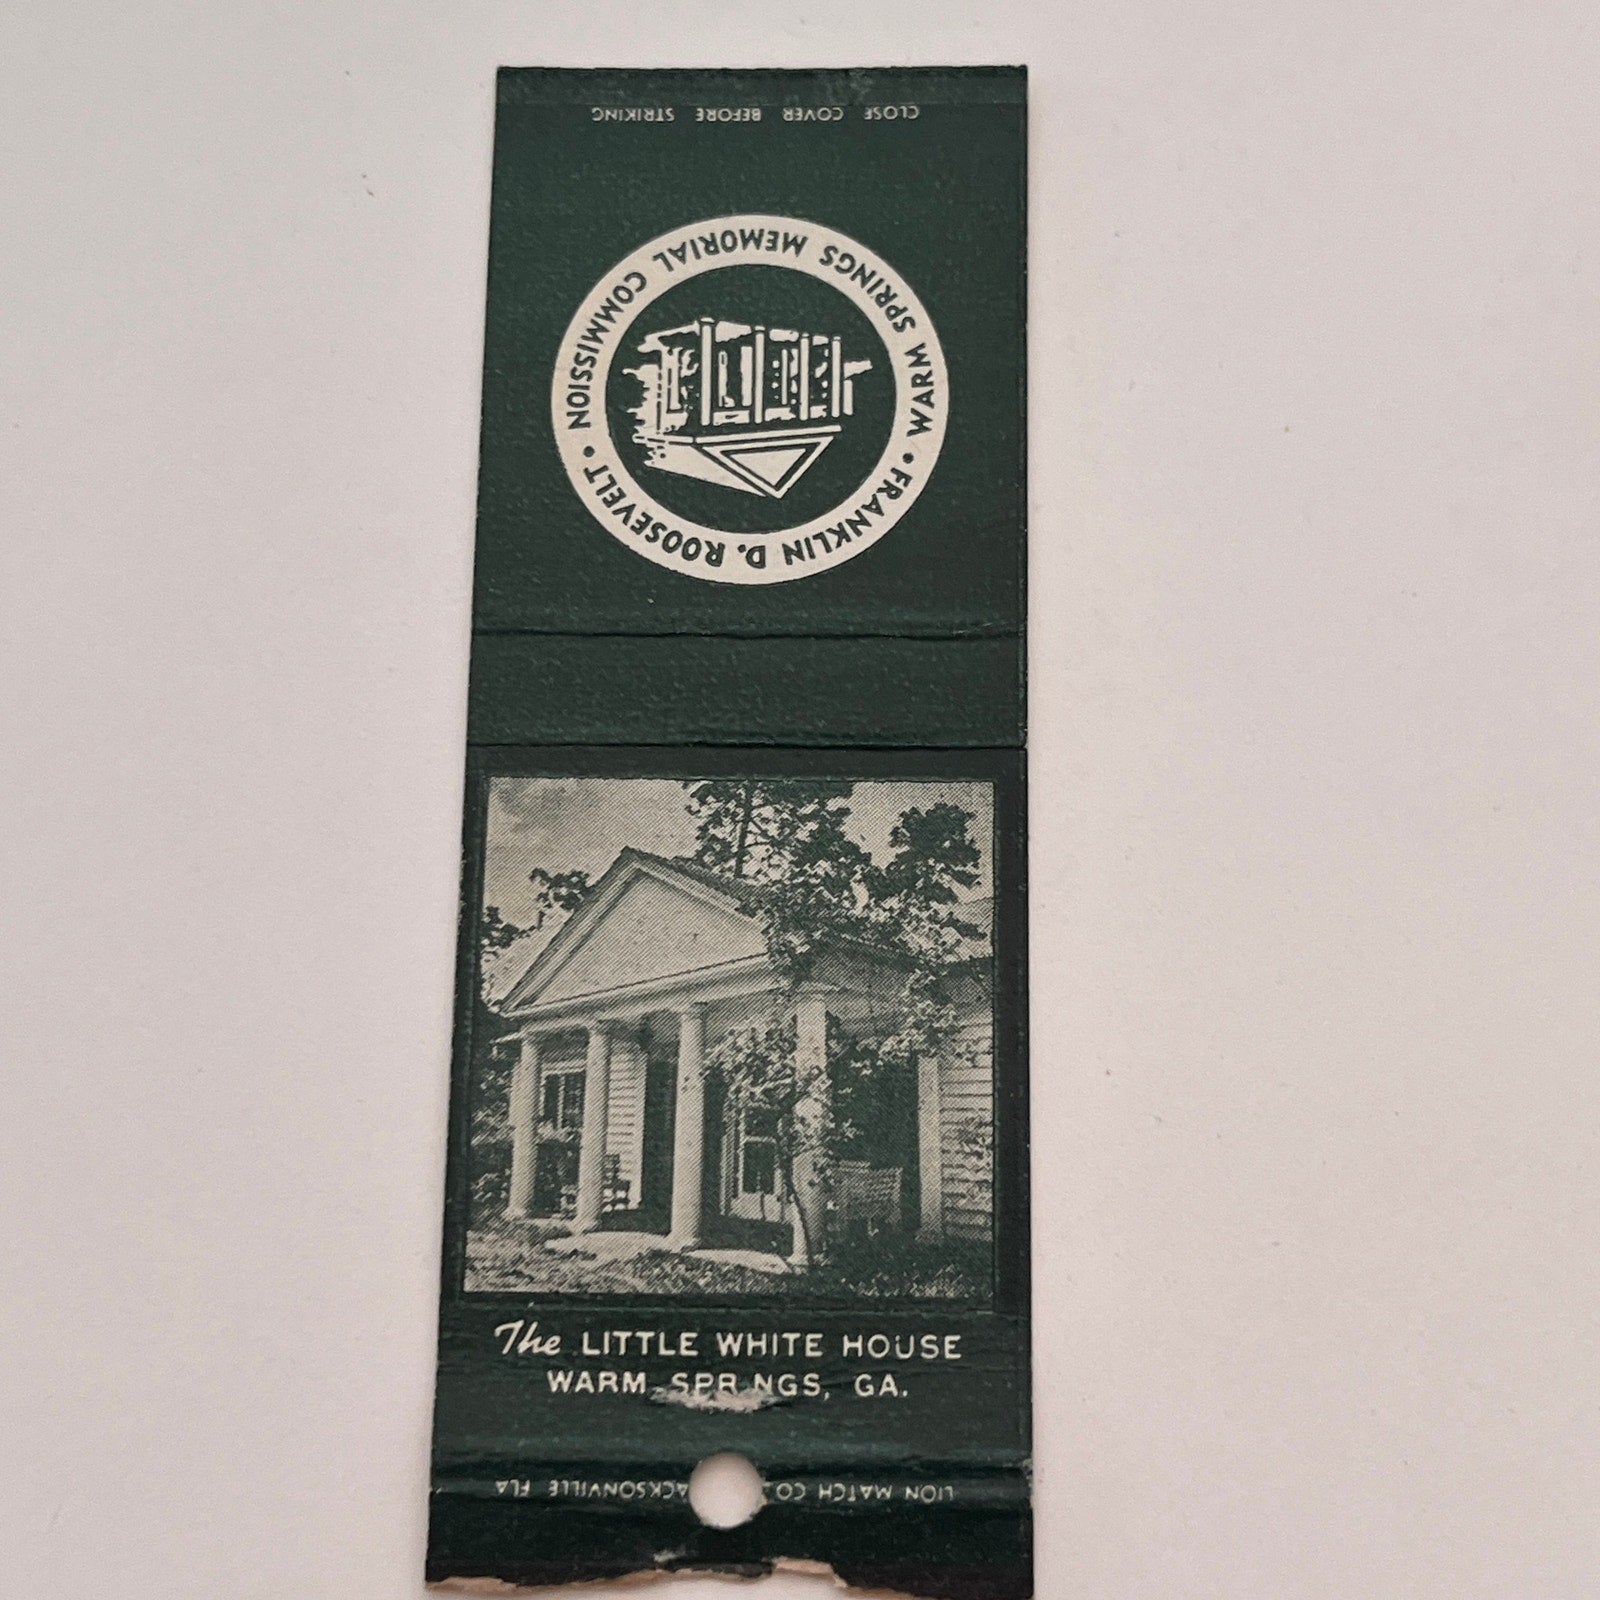 CLOSE COVER BEFORE STRIKING
WARM SPRINGS MEMORIAL COMMISSION • FRANKLIN D. ROOSEVELT •
The LITTLE WHITE HOUSE
WARM SPR NGS, GA.
LION MATCH CO. ACKSONVILLE FLA